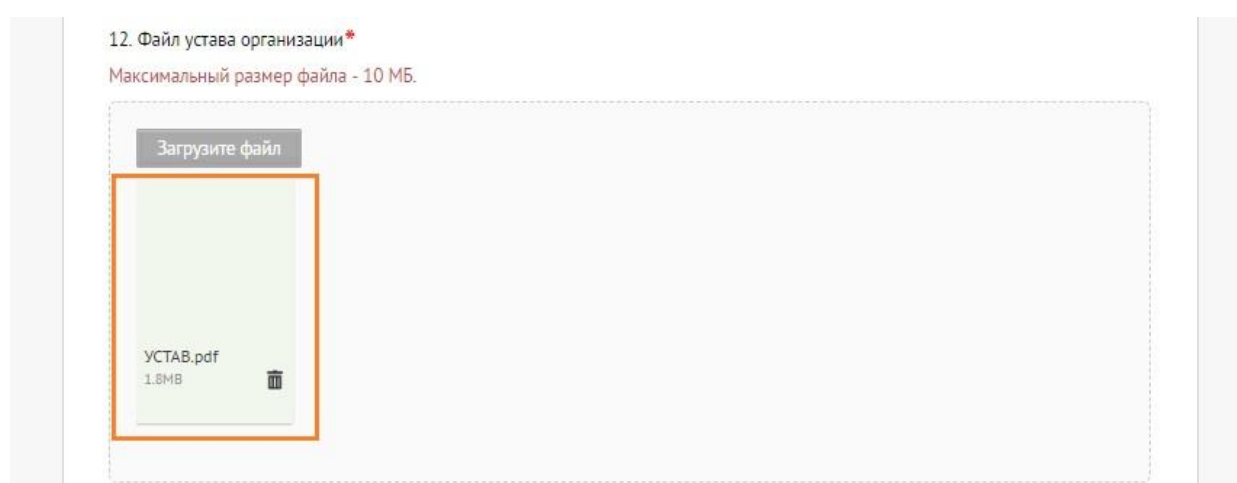 12. Файл устава организации*
Максимальный размер файла - 10 МБ.
Загрузите файл
УСТАВ.pdf
1.8MB